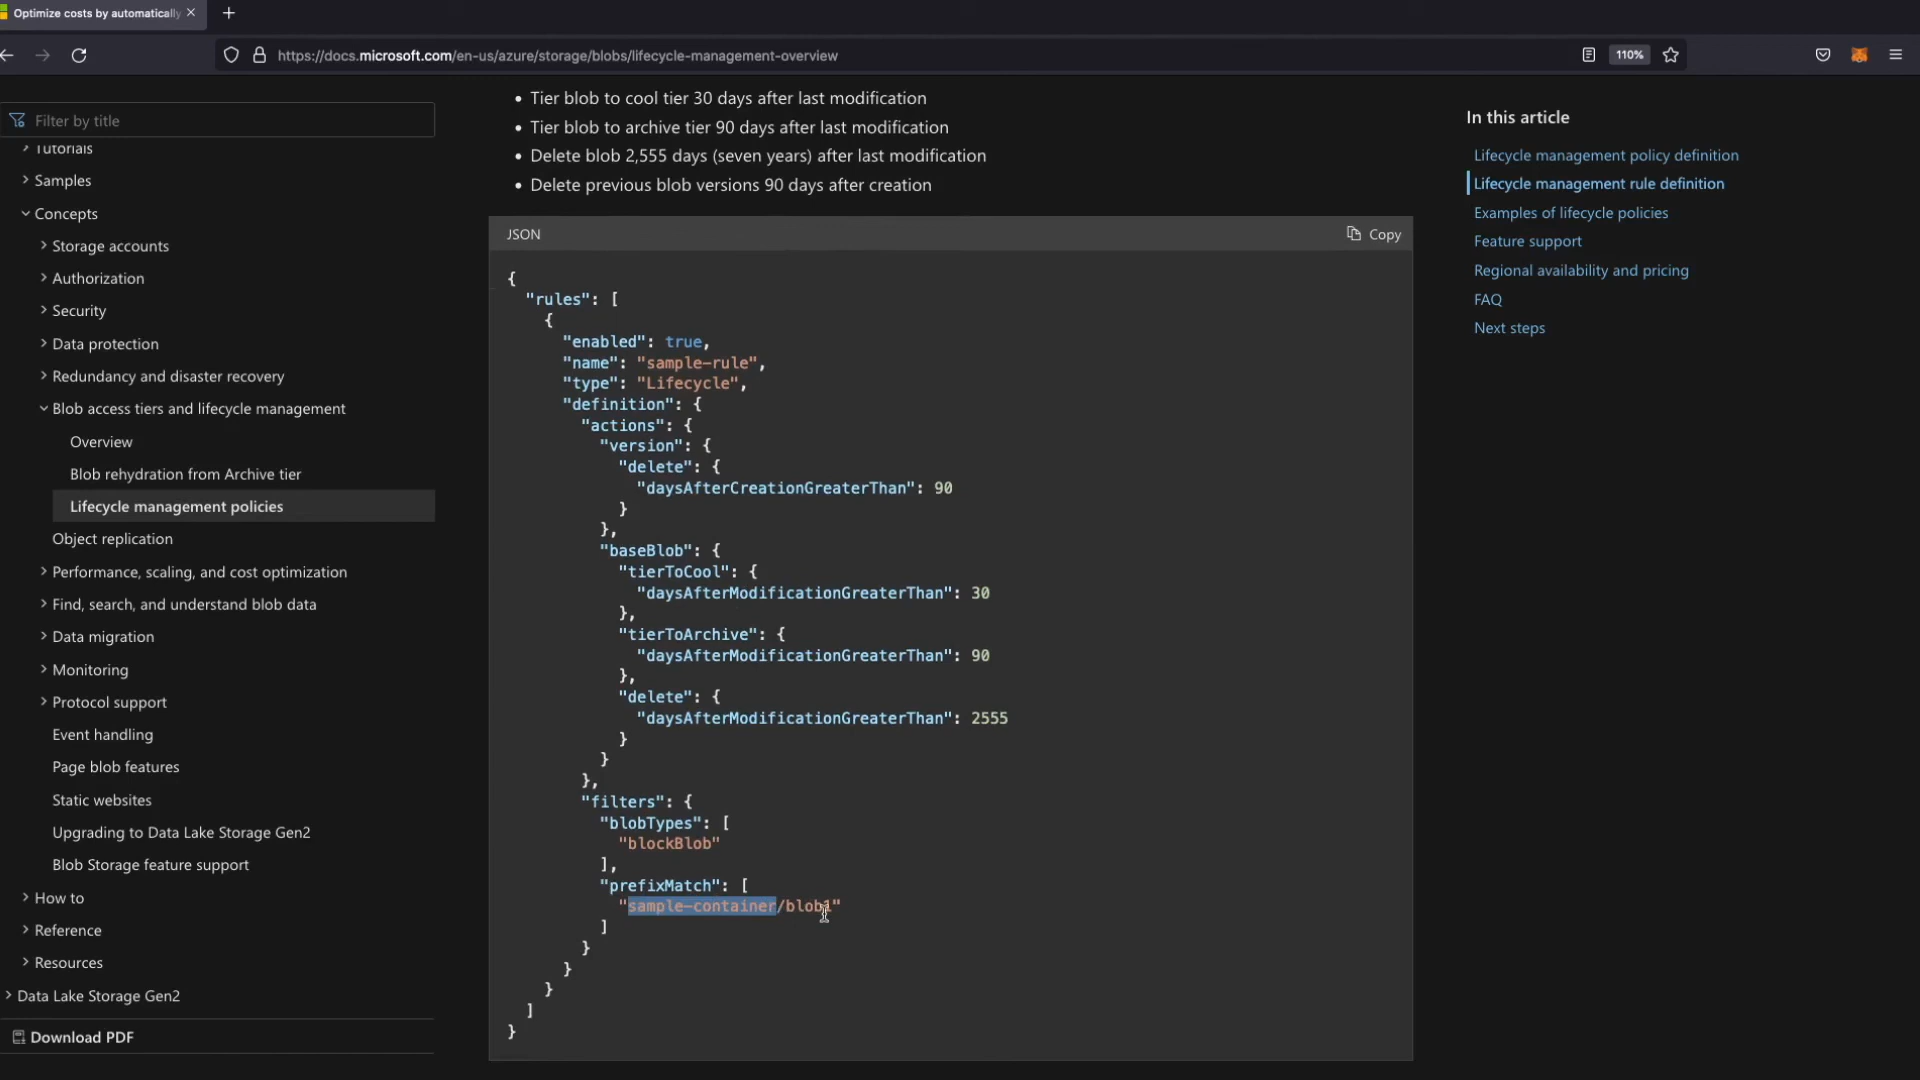 Optimize costs by automatically
https://docs.microsoft.com/en-us/azure/storage/blobs/lifecycle-management-overview
110%
Filter by title
Tutorials
Samples
Concepts
Storage accounts
Authorization
Security
Data protection
Redundancy and disaster recovery
Blob access tiers and lifecycle management
Overview
Blob rehydration from Archive tier
Lifecycle management policies
Object replication
Performance, scaling, and cost optimization
Find, search, and understand blob data
Data migration
Monitoring
Protocol support
Event handling
Page blob features
Static websites
Upgrading to Data Lake Storage Gen2
Blob Storage feature support
How to
Reference
Resources
Data Lake Storage Gen2
Download PDF
• Tier blob to cool tier 30 days after last modification
• Tier blob to archive tier 90 days after last modification
• Delete blob 2,555 days (seven years) after last modification
• Delete previous blob versions 90 days after creation
JSON
Copy
{
"rules": [
{
"enabled": true,
"name": "sample-rule",
"type": "Lifecycle",
"definition": {
"actions": {
"version": {
"delete": {
"daysAfterCreationGreaterThan": 90
}
},
"baseBlob": {
"tierToCool": {
"daysAfterModificationGreaterThan": 30
},
"tierToArchive": {
"daysAfterModificationGreaterThan": 90
},
"delete": {
"daysAfterModificationGreaterThan": 2555
}
}
},
"filters": {
"blobTypes": [
"blockBlob"
],
"prefixMatch": [
"sample-container/blob1"
]
}
}
}
]
}
In this article
Lifecycle management policy definition
Lifecycle management rule definition
Examples of lifecycle policies
Feature support
Regional availability and pricing
FAQ
Next steps